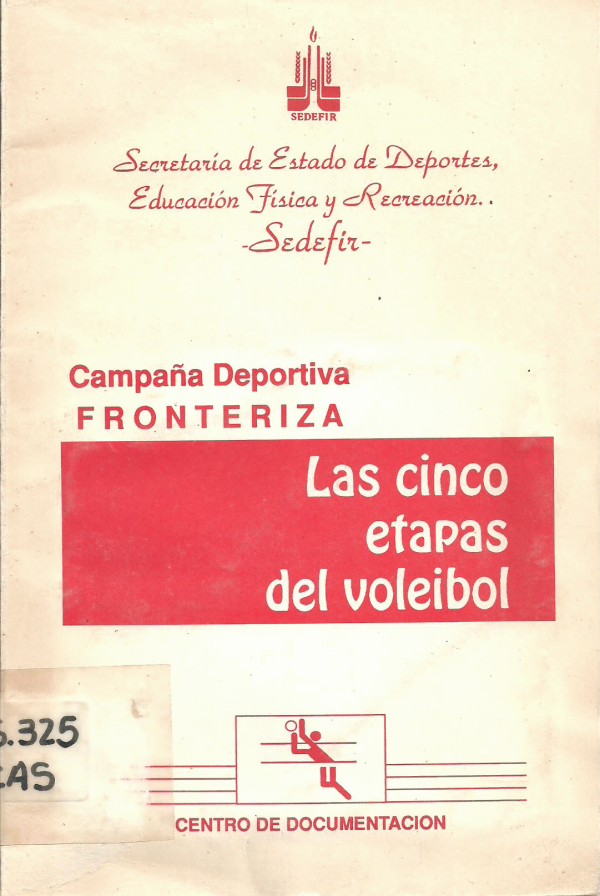 SEDEFIR
Secretaría de Estado de Deportes,
Educación Física y Recreación..
-Sedefir-
Campaña Deportiva
FRONTERIZA
Las cinco
etapas
del voleibol
.325
AS
CENTRO DE DOCUMENTACION